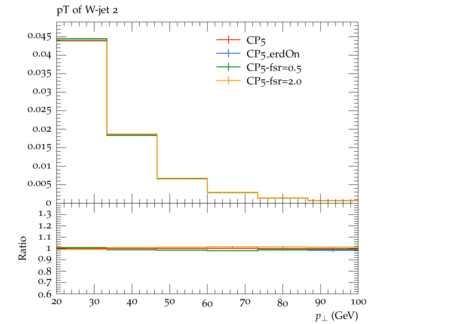 pT of W-jet 2
0.045
0.04
0.035
0.03
0.025
0.02
0.015
0.01
0.005
0
CP5
CP5_erdOn
CP5-fsr=0.5
CP5-fsr=2.0
Ratio
1.3
1.2
1.1
1
0.9
0.8
0.7
0.6
20 30 40 50 60 70 80 90 100
p⊥ (GeV)